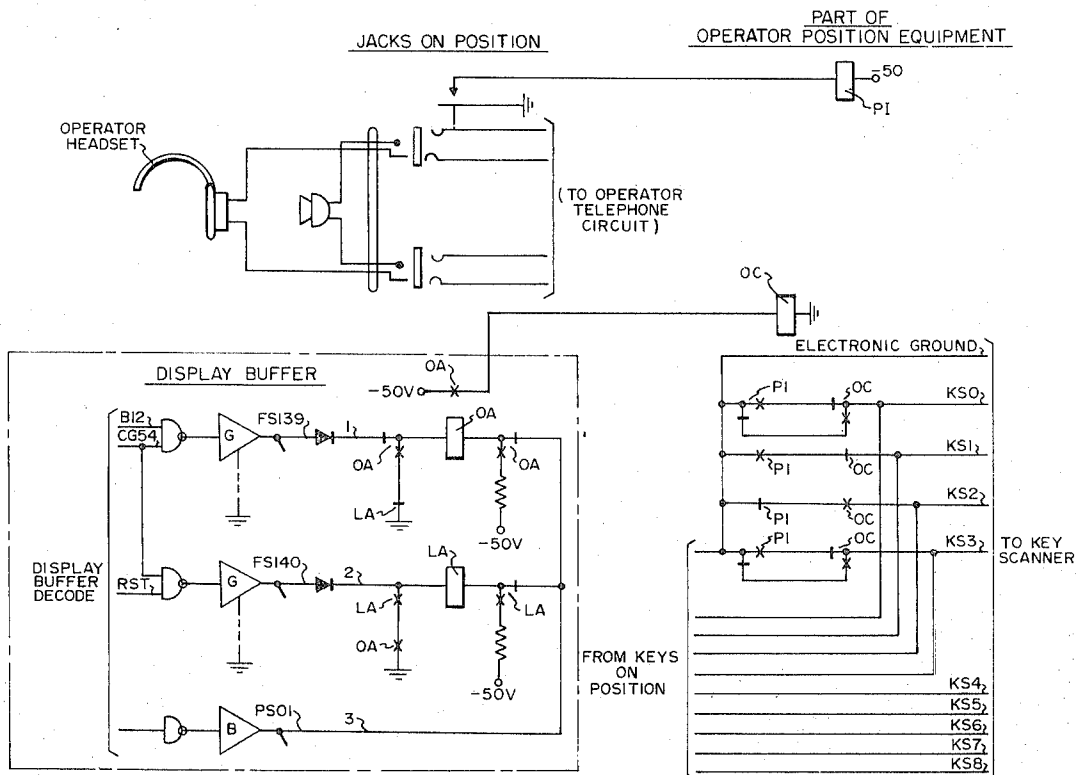 PART OF
OPERATOR POSITION EQUIPMENT
JACKS ON POSITION
-50
PI
OPERATOR
HEADSET
(TO OPERATOR
TELEPHONE
CIRCUIT)
OC
ELECTRONIC GROUND
DISPLAY BUFFER
OA
-50V
PI
OC
KS0
B12
CG54
G
FS139
1
OA
OA
OA
LA
-50V
PI
OC
KS1
KS2
PI
OC
PI
OC
KS3
TO KEY
SCANNER
DISPLAY
BUFFER
DECODE
RST
G
FS140
2
LA
LA
LA
OA
-50V
FROM KEYS
ON
POSITION
B
PS01
3
KS4
KS5
KS6
KS7
KS8